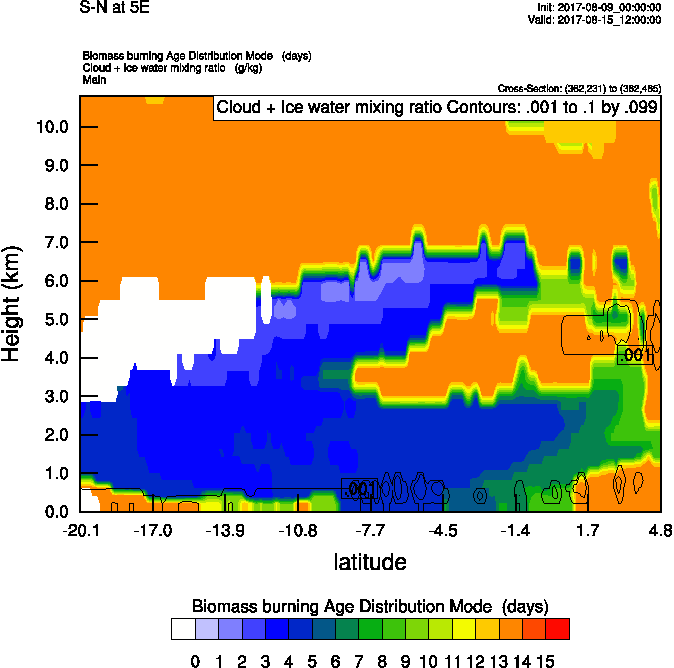 S-N at 5E
Init: 2017-08-09_00:00:00
Valid: 2017-08-15_12:00:00
Biomass burning Age Distribution Mode (days)
Cloud + Ice water mixing ratio (g/kg)
Main
Cross-Section: (362,231) to (362,485)
Cloud + Ice water mixing ratio Contours: .001 to .1 by .099
10.0
9.0
8.0
7.0
6.0
5.0
4.0
3.0
2.0
1.0
0.0
Height (km)
.001
.001
-20.1 -17.0 -13.9 -10.8 -7.7 -4.5 -1.4 1.7 4.8
latitude
Biomass burning Age Distribution Mode (days)
0 1 2 3 4 5 6 7 8 9 10 11 12 13 14 15